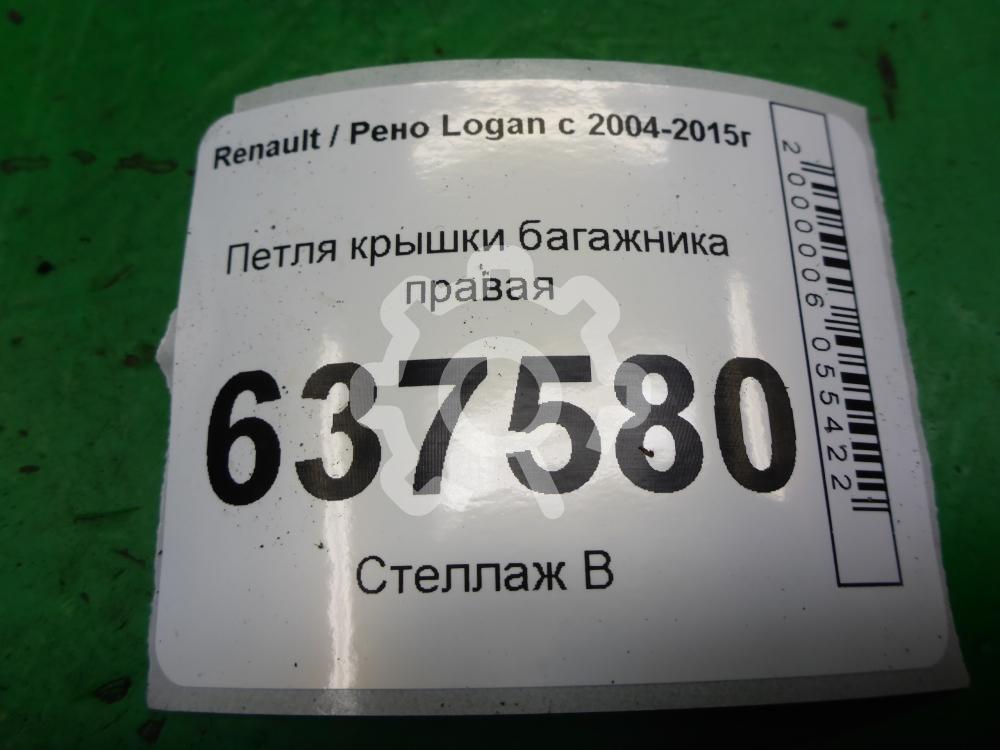 Renault / Рено Logan с 2004-2015г
Петля крышки багажника
правая
637580
Стеллаж В
2000006055422